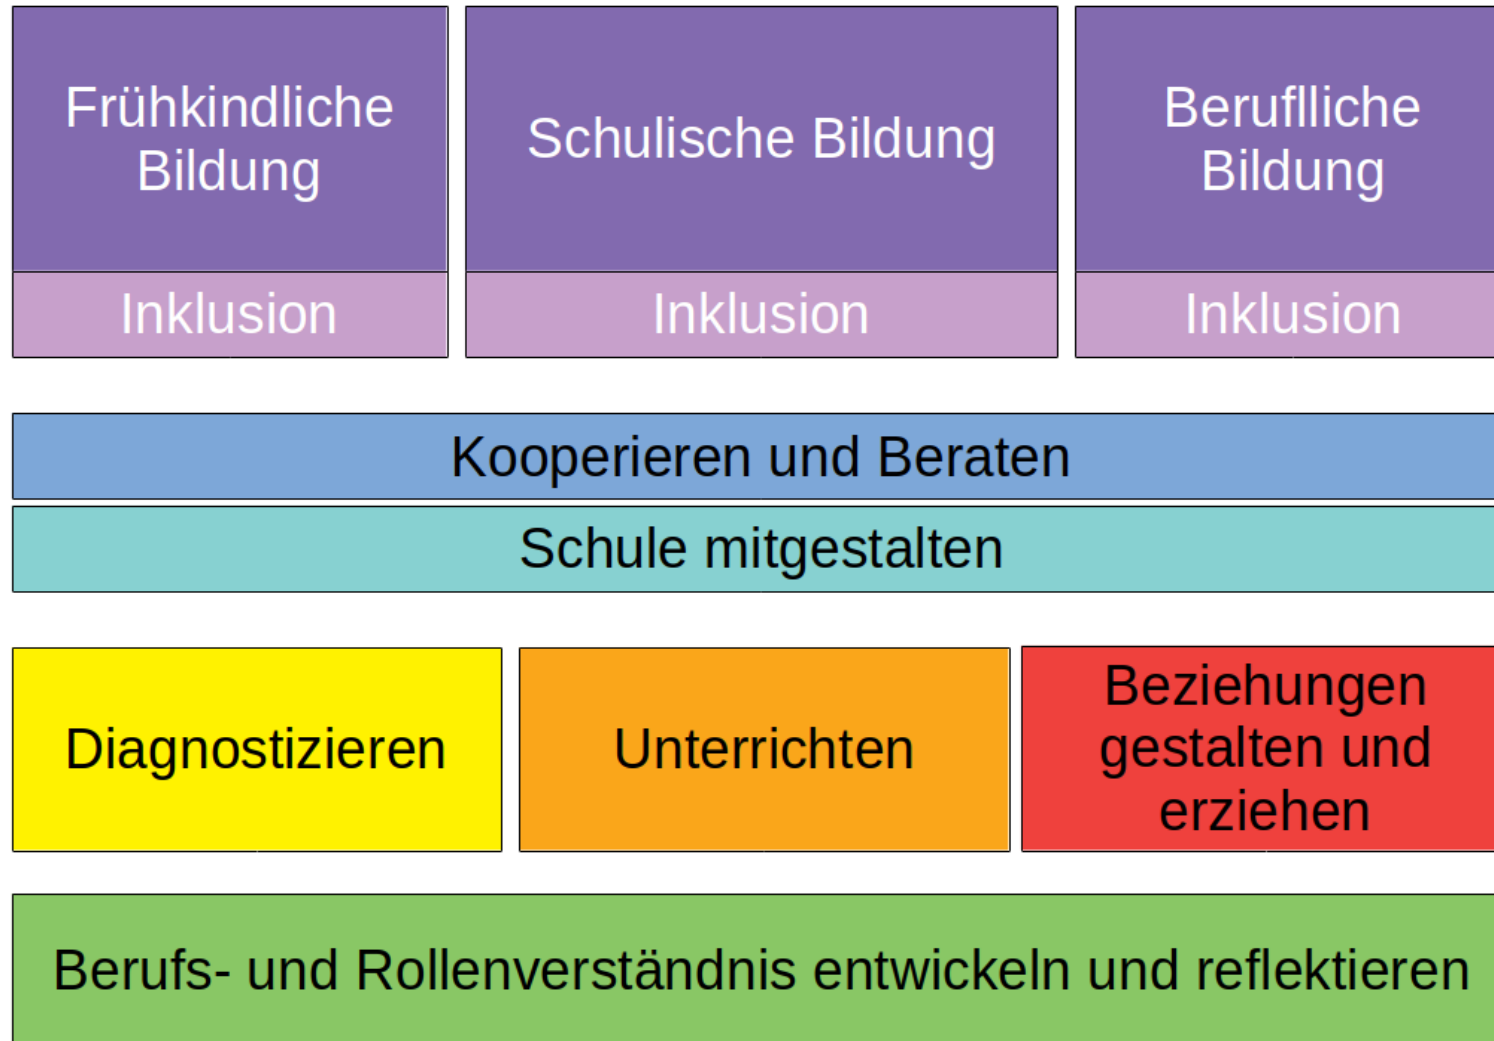 Frühkindliche
Bildung
Schulische Bildung
Beruflliche
Bildung
Inklusion
Inklusion
Inklusion
Kooperieren und Beraten
Schule mitgestalten
Diagnostizieren
Unterrichten
Beziehungen
gestalten und
erziehen
Berufs- und Rollenverständnis entwickeln und reflektieren